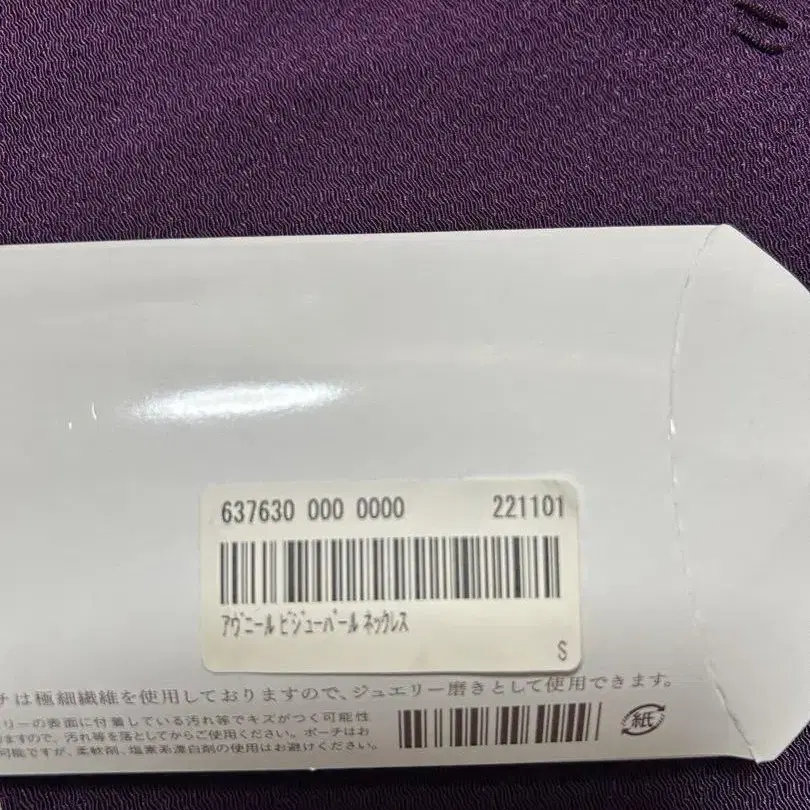 637630 000 0000 221101
ｱｳﾞﾆｰﾙ ﾋﾞｼﾞｭｰﾊﾟｰﾙ ﾈｯｸﾚｽ
S
チは極細繊維を使用しておりますので、ジュエリー磨きとして使用できます。
リーの表面に付着している汚れ等でキズがつく可能性
ますので、汚れ等を落としてからご使用ください。ポーチはお
可能ですが、柔軟剤、塩素系漂白剤の使用はお避けください。
紙